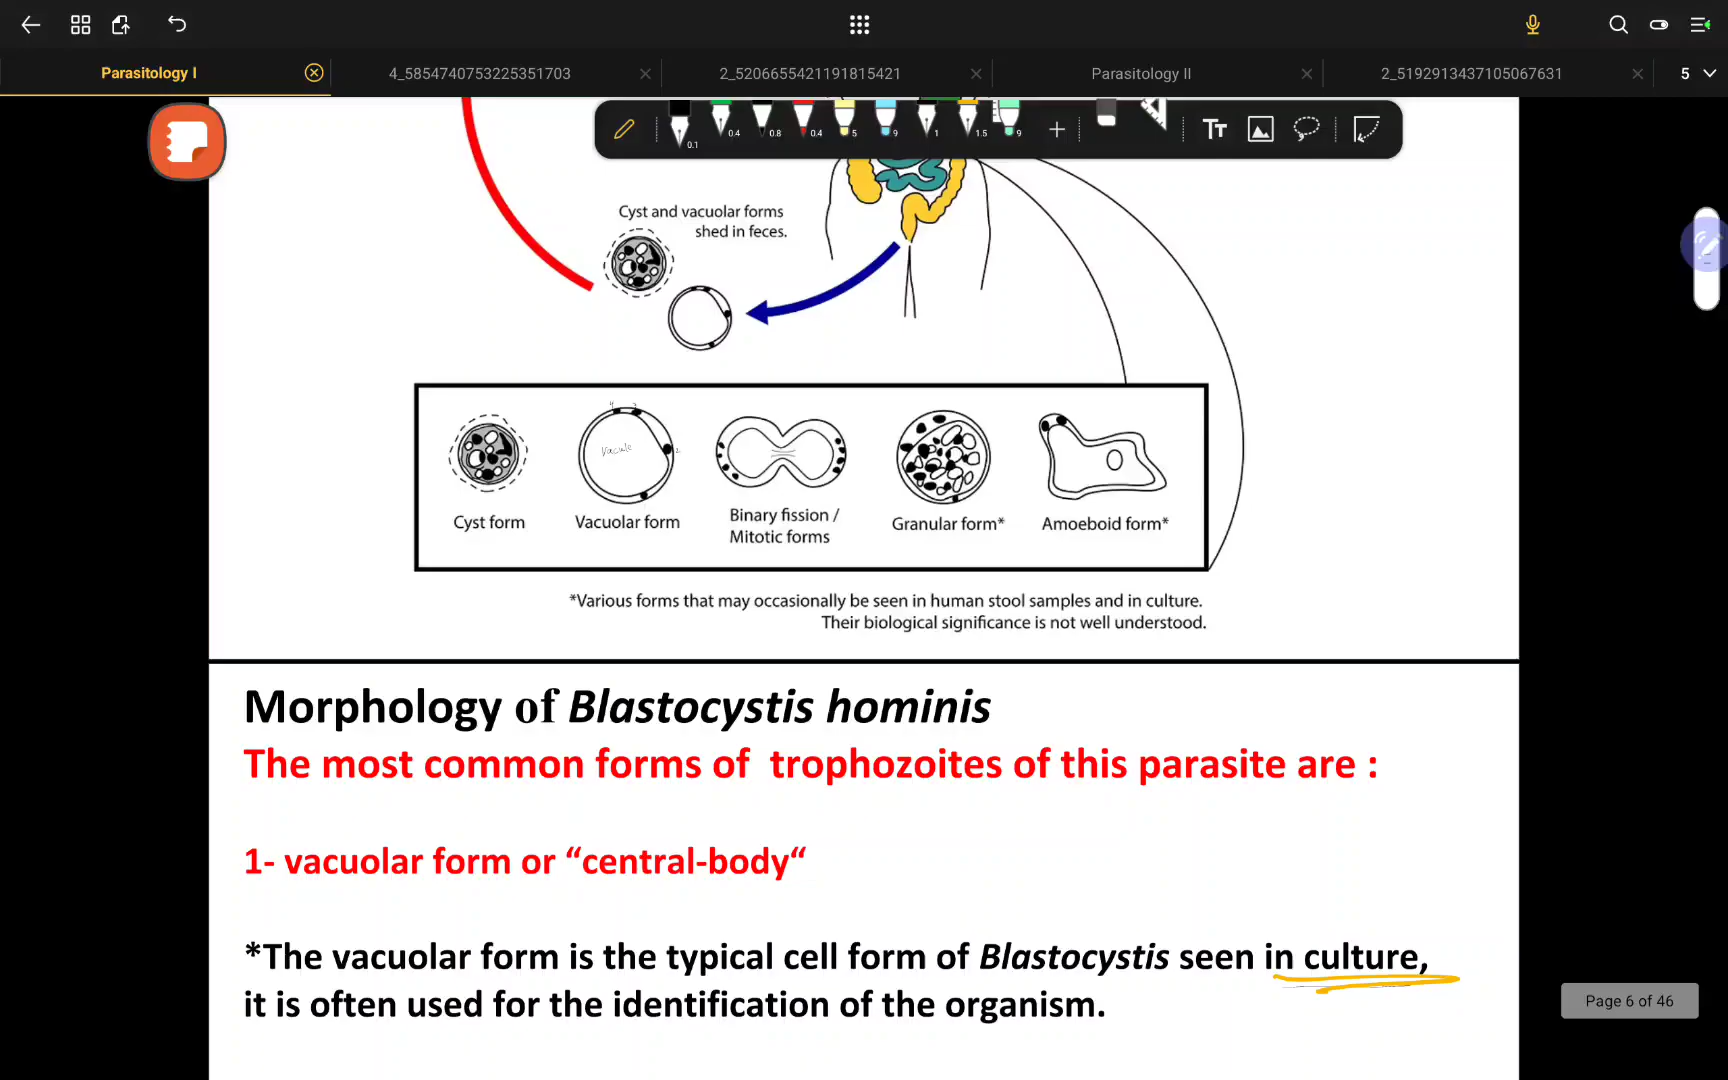 Parasitology I
4_5854740753225351703
2_5206655421191815421
Parasitology II
2_5192913437105067631
5
0.1
0.4
0.8
0.4
5
9
1
1.5
9
Tт
Cyst and vacuolar forms
shed in feces.
4
3
Vacuole
2
Cyst form
Vacuolar form
Binary fission /
Mitotic forms
Granular form*
Amoeboid form*
*Various forms that may occasionally be seen in human stool samples and in culture.
Their biological significance is not well understood.
Morphology of Blastocystis hominis
The most common forms of trophozoites of this parasite are :
1- vacuolar form or “central-body“
*The vacuolar form is the typical cell form of Blastocystis seen in culture,
it is often used for the identification of the organism.
Page 6 of 46